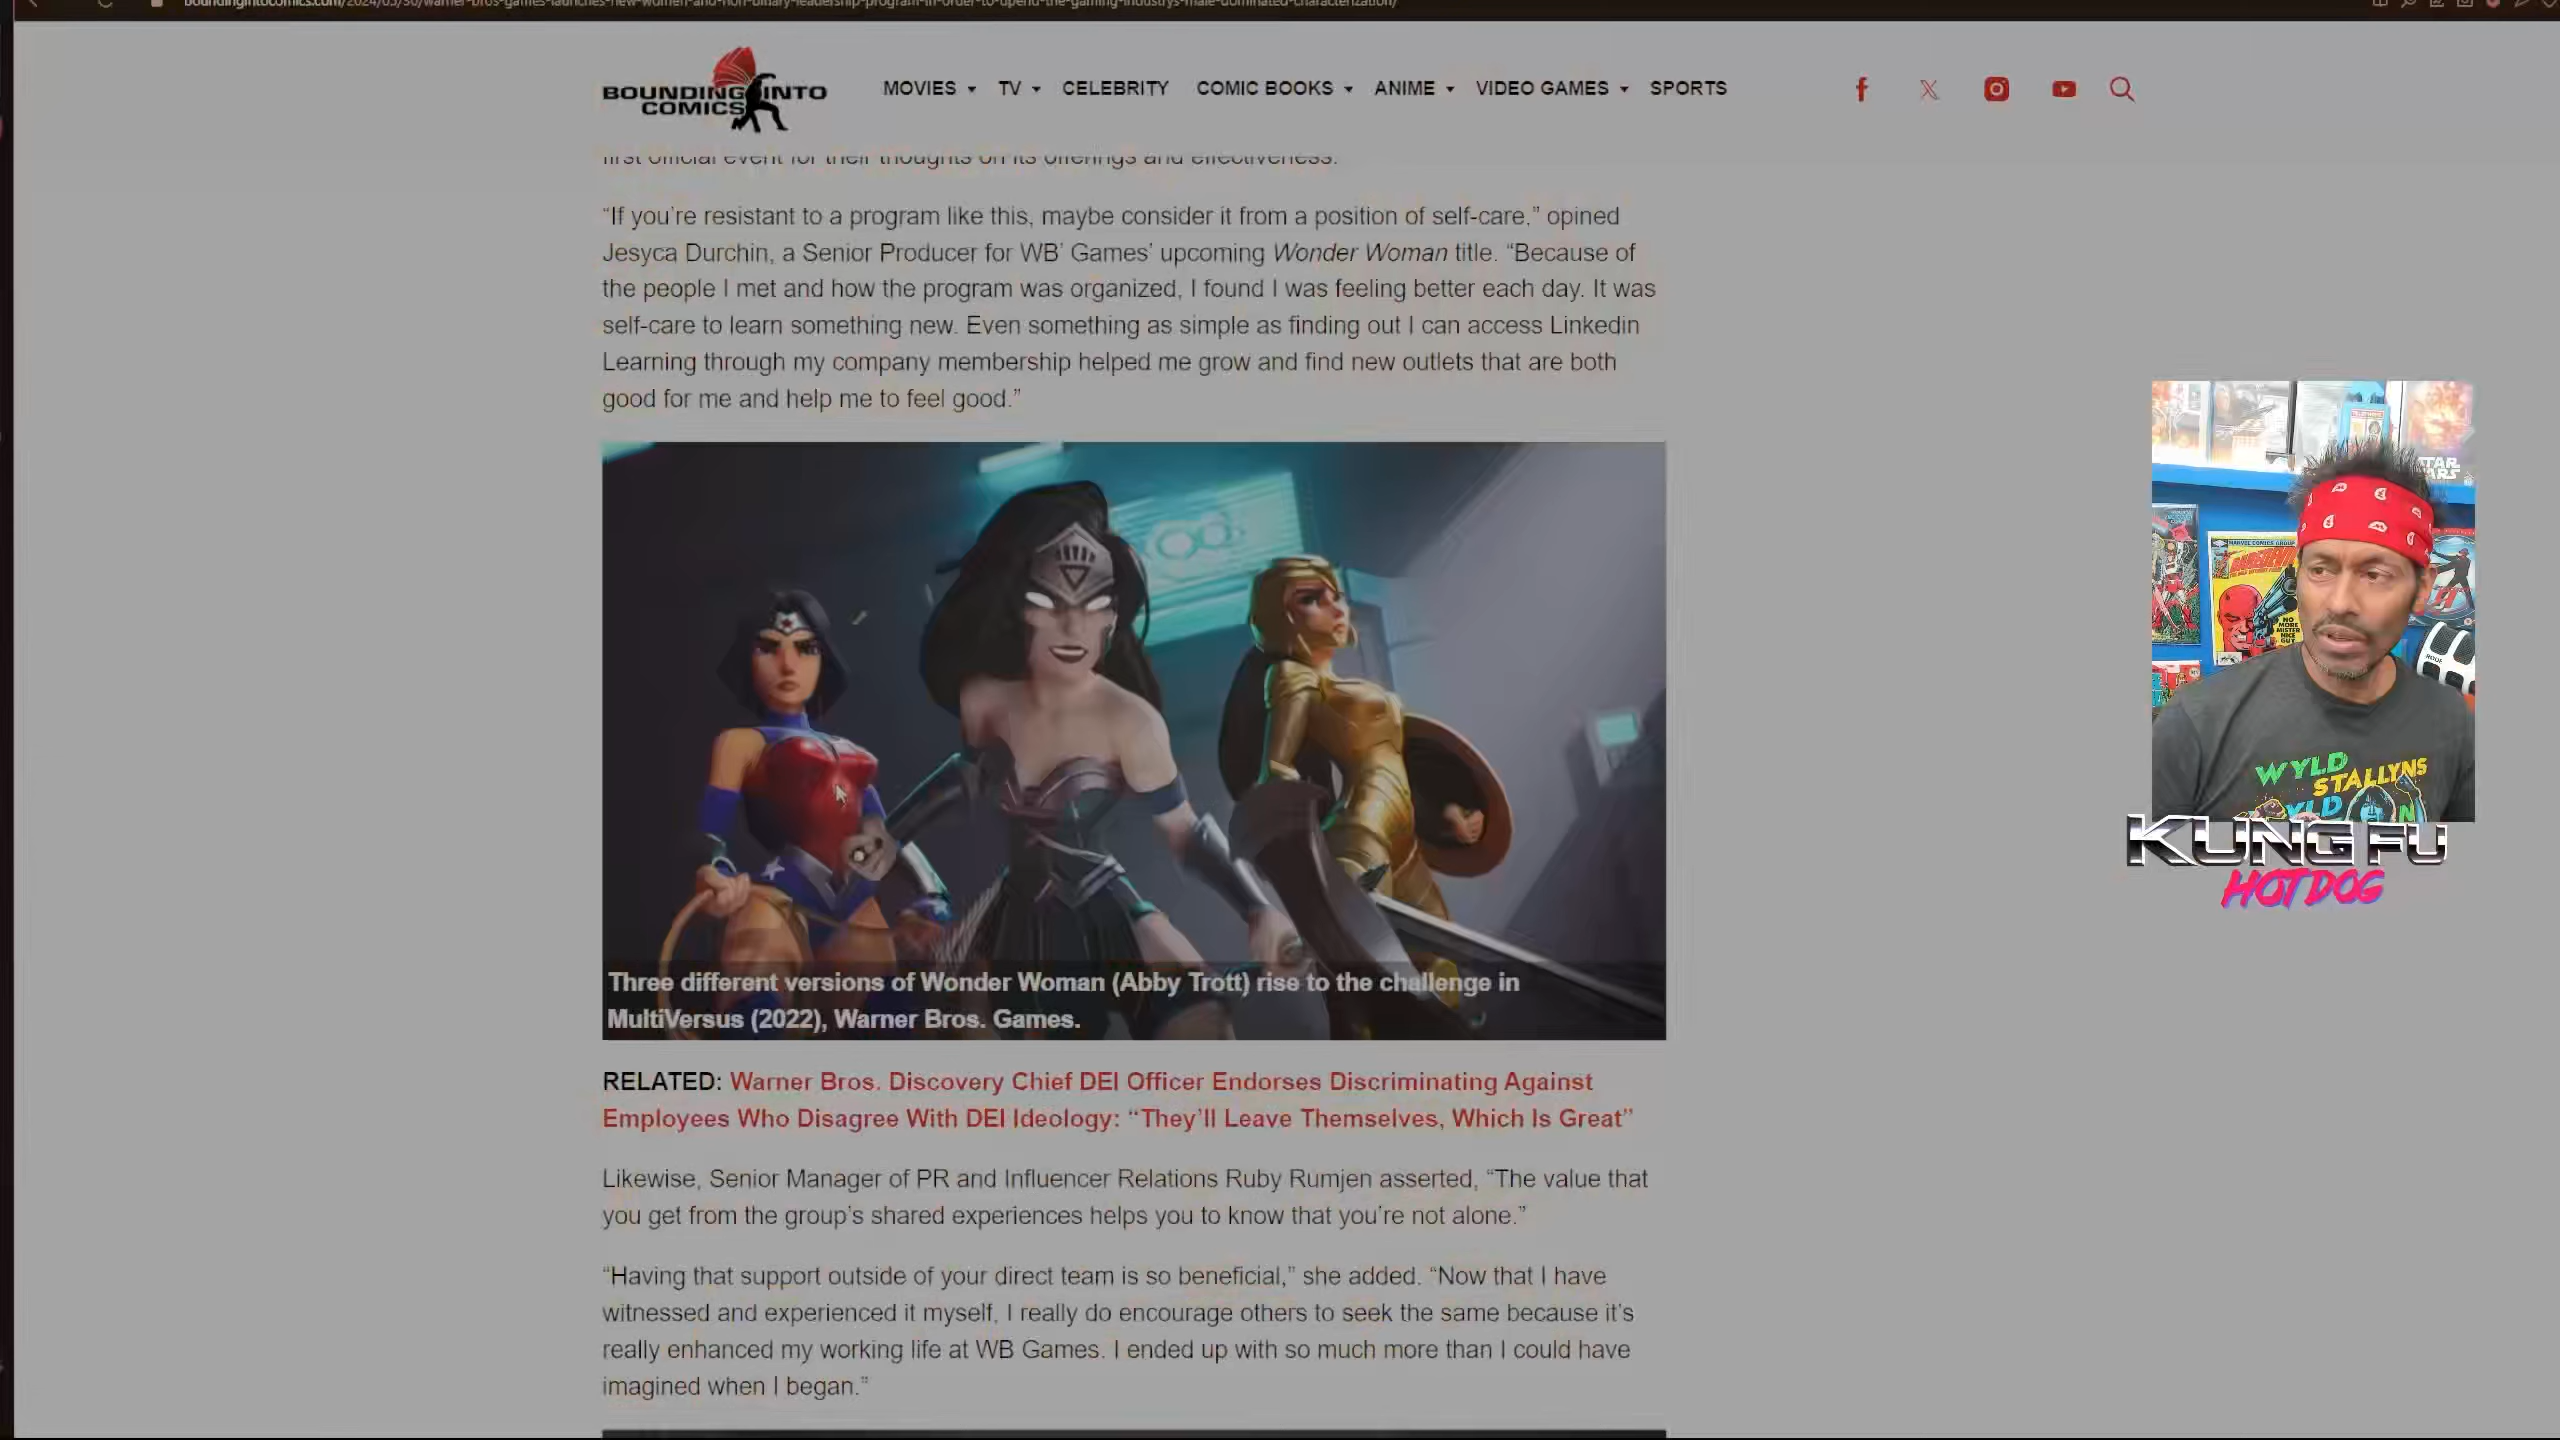 boundingintocomics.com/2024/05/30/warner-bros-games-launches-new-women-and-non-binary-leadership-program-in-order-to-upend-the-gaming-industrys-male-dominated-characterization/
BOUNDING INTO
COMICS
MOVIES TV CELEBRITY COMIC BOOKS ANIME VIDEO GAMES SPORTS
first official event for their thoughts on its offerings and effectiveness.
“If you’re resistant to a program like this, maybe consider it from a position of self-care,” opined
Jesyca Durchin, a Senior Producer for WB’ Games’ upcoming Wonder Woman title. “Because of
the people I met and how the program was organized, I found I was feeling better each day. It was
self-care to learn something new. Even something as simple as finding out I can access Linkedin
Learning through my company membership helped me grow and find new outlets that are both
good for me and help me to feel good.”
STAR
WARS
MARVEL COMICS GROUP
DAREDEVIL
NO
MORE
MISTER
NICE
GUY
WYLD
STALLYNS
KUNG FU
HOTDOG
Three different versions of Wonder Woman (Abby Trott) rise to the challenge in
MultiVersus (2022), Warner Bros. Games.
RELATED: Warner Bros. Discovery Chief DEI Officer Endorses Discriminating Against
Employees Who Disagree With DEI Ideology: “They’ll Leave Themselves, Which Is Great”
Likewise, Senior Manager of PR and Influencer Relations Ruby Rumjen asserted, “The value that
you get from the group’s shared experiences helps you to know that you’re not alone.”
“Having that support outside of your direct team is so beneficial,” she added. “Now that I have
witnessed and experienced it myself, I really do encourage others to seek the same because it’s
really enhanced my working life at WB Games. I ended up with so much more than I could have
imagined when I began.”